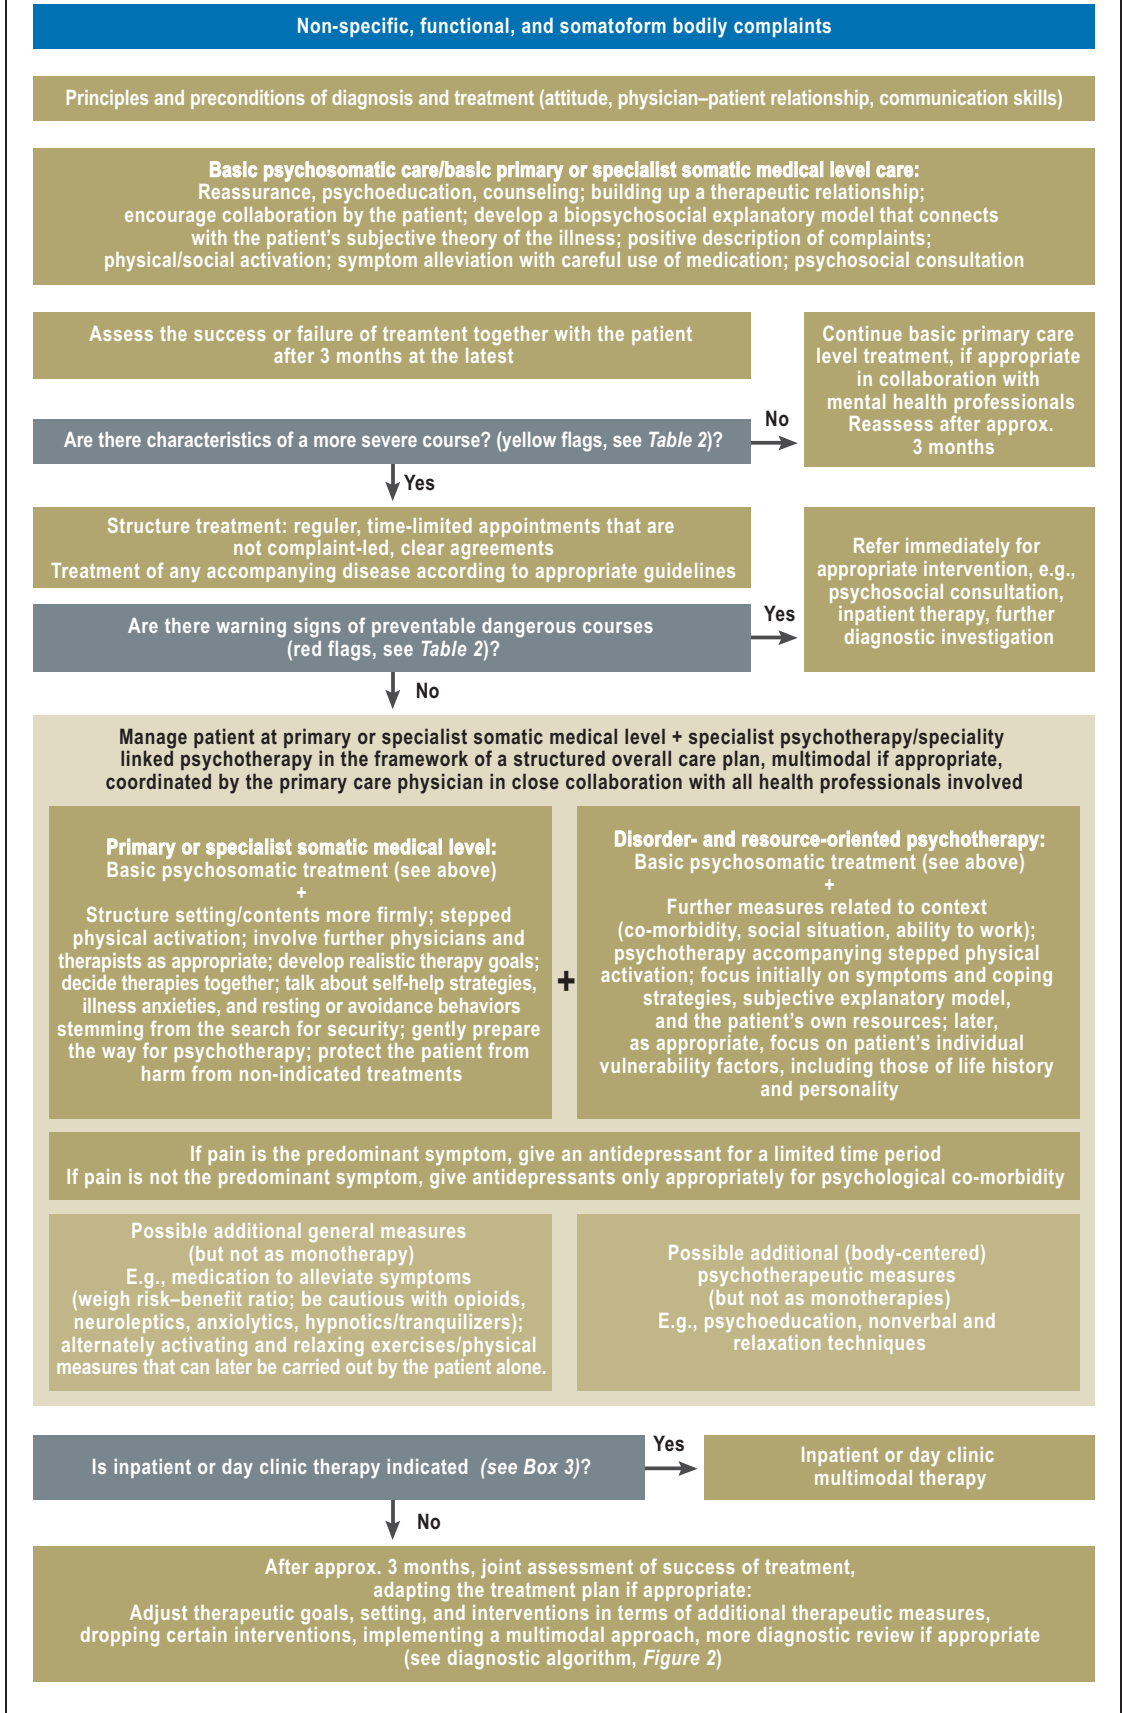 Non-specific, functional, and somatoform bodily complaints
Principles and preconditions of diagnosis and treatment (attitude, physician–patient relationship, communication skills)
Basic psychosomatic care/basic primary or specialist somatic medical level care:
Reassurance, psychoeducation, counseling; building up a therapeutic relationship;
encourage collaboration by the patient; develop a biopsychosocial explanatory model that connects
with the patient's subjective theory of the illness; positive description of complaints;
physical/social activation; symptom alleviation with careful use of medication; psychosocial consultation
Assess the success or failure of treamtent together with the patient
after 3 months at the latest
Continue basic primary care
level treatment, if appropriate
in collaboration with
mental health professionals
Reassess after approx.
3 months
No
Are there characteristics of a more severe course? (yellow flags, see Table 2)?
Yes
Structure treatment: reguler, time-limited appointments that are
not complaint-led, clear agreements
Treatment of any accompanying disease according to appropriate guidelines
Refer immediately for
appropriate intervention, e.g.,
psychosocial consultation,
inpatient therapy, further
diagnostic investigation
Yes
Are there warning signs of preventable dangerous courses
(red flags, see Table 2)?
No
Manage patient at primary or specialist somatic medical level + specialist psychotherapy/speciality
linked psychotherapy in the framework of a structured overall care plan, multimodal if appropriate,
coordinated by the primary care physician in close collaboration with all health professionals involved
Primary or specialist somatic medical level:
Basic psychosomatic treatment (see above)
+
Structure setting/contents more firmly; stepped
physical activation; involve further physicians and
therapists as appropriate; develop realistic therapy goals;
decide therapies together; talk about self-help strategies,
illness anxieties, and resting or avoidance behaviors
stemming from the search for security; gently prepare
the way for psychotherapy; protect the patient from
harm from non-indicated treatments
+
Disorder- and resource-oriented psychotherapy:
Basic psychosomatic treatment (see above)
+
Further measures related to context
(co-morbidity, social situation, ability to work);
psychotherapy accompanying stepped physical
activation; focus initially on symptoms and coping
strategies, subjective explanatory model,
and the patient's own resources; later,
as appropriate, focus on patient's individual
vulnerability factors, including those of life history
and personality
If pain is the predominant symptom, give an antidepressant for a limited time period
If pain is not the predominant symptom, give antidepressants only appropriately for psychological co-morbidity
Possible additional general measures
(but not as monotherapy)
E.g., medication to alleviate symptoms
(weigh risk–benefit ratio; be cautious with opioids,
neuroleptics, anxiolytics, hypnotics/tranquilizers);
alternately activating and relaxing exercises/physical
measures that can later be carried out by the patient alone.
Possible additional (body-centered)
psychotherapeutic measures
(but not as monotherapies)
E.g., psychoeducation, nonverbal and
relaxation techniques
Is inpatient or day clinic therapy indicated (see Box 3)?
Yes
Inpatient or day clinic
multimodal therapy
No
After approx. 3 months, joint assessment of success of treatment,
adapting the treatment plan if appropriate:
Adjust therapeutic goals, setting, and interventions in terms of additional therapeutic measures,
dropping certain interventions, implementing a multimodal approach, more diagnostic review if appropriate
(see diagnostic algorithm, Figure 2)